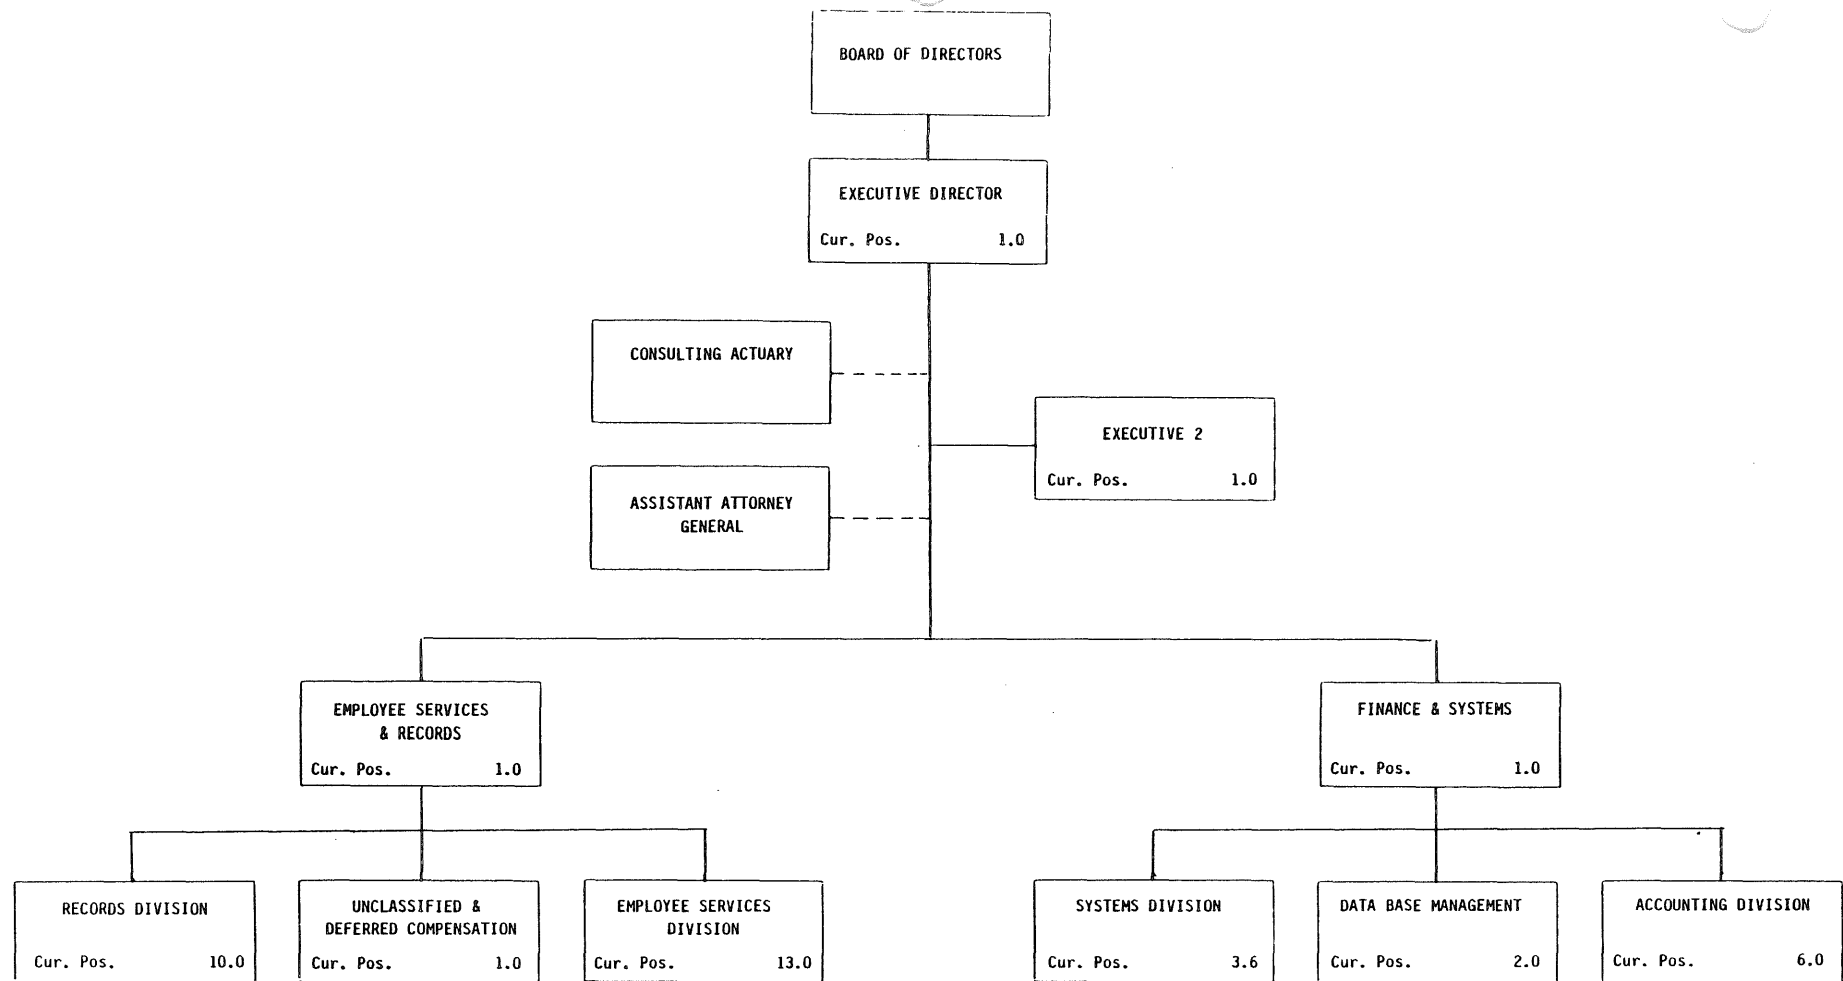 BOARD OF DIRECTORS
EXECUTIVE DIRECTOR
Cur. Pos. 1.0
CONSULTING ACTUARY
EXECUTIVE 2
Cur. Pos. 1.0
ASSISTANT ATTORNEY
GENERAL
EMPLOYEE SERVICES
& RECORDS
Cur. Pos. 1.0
FINANCE & SYSTEMS
Cur. Pos. 1.0
RECORDS DIVISION
Cur. Pos. 10.0
UNCLASSIFIED &
DEFERRED COMPENSATION
Cur. Pos. 1.0
EMPLOYEE SERVICES
DIVISION
Cur. Pos. 13.0
SYSTEMS DIVISION
Cur. Pos. 3.6
DATA BASE MANAGEMENT
Cur. Pos. 2.0
ACCOUNTING DIVISION
Cur. Pos. 6.0